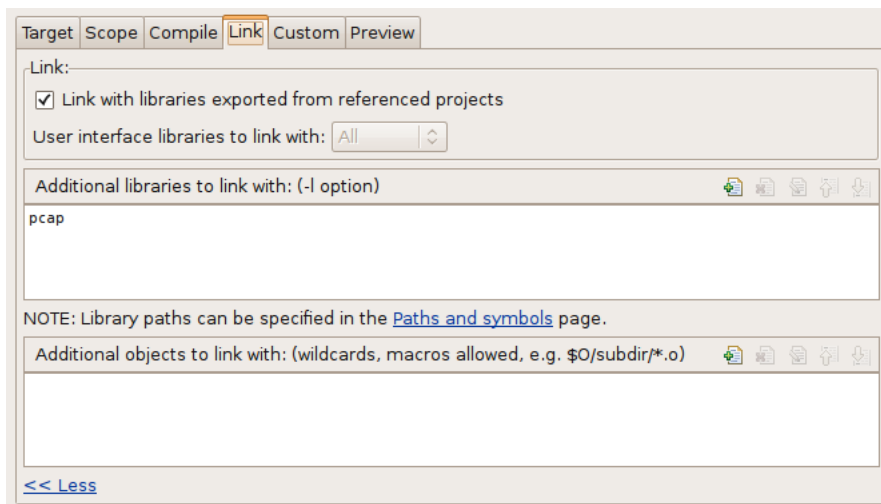 Target Scope Compile Link Custom Preview
Link:
Link with libraries exported from referenced projects
User interface libraries to link with: All
Additional libraries to link with: (-l option)
pcap
NOTE: Library paths can be specified in the Paths and symbols page.
Additional objects to link with: (wildcards, macros allowed, e.g. $O/subdir/*.o)
<< Less